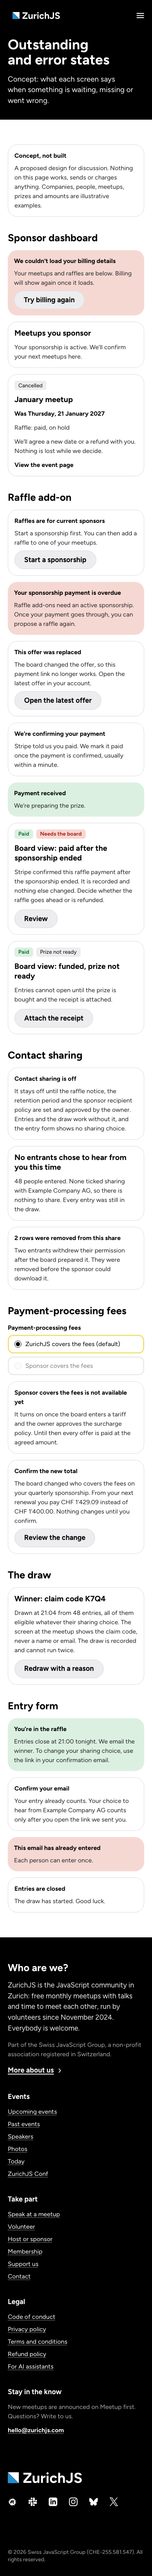 ZurichJS
Outstanding
and error states
Concept: what each screen says
when something is waiting, missing or
went wrong.
Concept, not built
A proposed design for discussion. Nothing
on this page works, sends or charges
anything. Companies, people, meetups,
prizes and amounts are illustrative
examples.
Sponsor dashboard
We couldn't load your billing details
Your meetups and raffles are below. Billing
will show again once it loads.
Try billing again
Meetups you sponsor
Your sponsorship is active. We'll confirm
your next meetups here.
Cancelled
January meetup
Was Thursday, 21 January 2027
Raffle: paid, on hold
We'll agree a new date or a refund with you.
Nothing is lost while we decide.
View the event page
Raffle add-on
Raffles are for current sponsors
Start a sponsorship first. You can then add a
raffle to one of your meetups.
Start a sponsorship
Your sponsorship payment is overdue
Raffle add-ons need an active sponsorship.
Once your payment goes through, you can
propose a raffle again.
This offer was replaced
The board changed the offer, so this
payment link no longer works. Open the
latest offer in your account.
Open the latest offer
We're confirming your payment
Stripe told us you paid. We mark it paid
once the payment is confirmed, usually
within a minute.
Payment received
We're preparing the prize.
Paid
Needs the board
Board view: paid after the
sponsorship ended
Stripe confirmed this raffle payment after
the sponsorship ended. It is recorded and
nothing else changed. Decide whether the
raffle goes ahead or is refunded.
Review
Paid
Prize not ready
Board view: funded, prize not
ready
Entries cannot open until the prize is
bought and the receipt is attached.
Attach the receipt
Contact sharing
Contact sharing is off
It stays off until the raffle notice, the
retention period and the sponsor recipient
policy are set and approved by the owner.
Entries and the draw work without it, and
the entry form shows no sharing choice.
No entrants chose to hear from
you this time
48 people entered. None ticked sharing
with Example Company AG, so there is
nothing to share. Every entry was still in
the draw.
2 rows were removed from this share
Two entrants withdrew their permission
after the board prepared it. They were
removed before the sponsor could
download it.
Payment-processing fees
Payment-processing fees
ZurichJS covers the fees (default)
Sponsor covers the fees
Sponsor covers the fees is not available
yet
It turns on once the board enters a tariff
and the owner approves the surcharge
policy. Until then every offer is paid at the
agreed amount.
Confirm the new total
The board changed who covers the fees on
your quarterly sponsorship. From your next
renewal you pay CHF 1'429.09 instead of
CHF 1'400.00. Nothing changes until you
confirm.
Review the change
The draw
Winner: claim code K7Q4
Drawn at 21:04 from 48 entries, all of them
eligible whatever their sharing choice. The
screen at the meetup shows the claim code,
never a name or email. The draw is recorded
and cannot run twice.
Redraw with a reason
Entry form
You're in the raffle
Entries close at 21:00 tonight. We email the
winner. To change your sharing choice, use
the link in your confirmation email.
Confirm your email
Your entry already counts. Your choice to
hear from Example Company AG counts
only after you open the link we sent you.
This email has already entered
Each person can enter once.
Entries are closed
The draw has started. Good luck.
Who are we?
ZurichJS is the JavaScript community in
Zurich: free monthly meetups with talks
and time to meet each other, run by
volunteers since November 2024.
Everybody is welcome.
Part of the Swiss JavaScript Group, a non-profit
association registered in Switzerland.
More about us
Events
Upcoming events
Past events
Speakers
Photos
Today
ZurichJS Conf
Take part
Speak at a meetup
Volunteer
Host or sponsor
Membership
Support us
Contact
Legal
Code of conduct
Privacy policy
Terms and conditions
Refund policy
For AI assistants
Stay in the know
New meetups are announced on Meetup first.
Questions? Write to us.
hello@zurichjs.com
ZurichJS
© 2026 Swiss JavaScript Group (CHE-255.581.547). All
rights reserved.